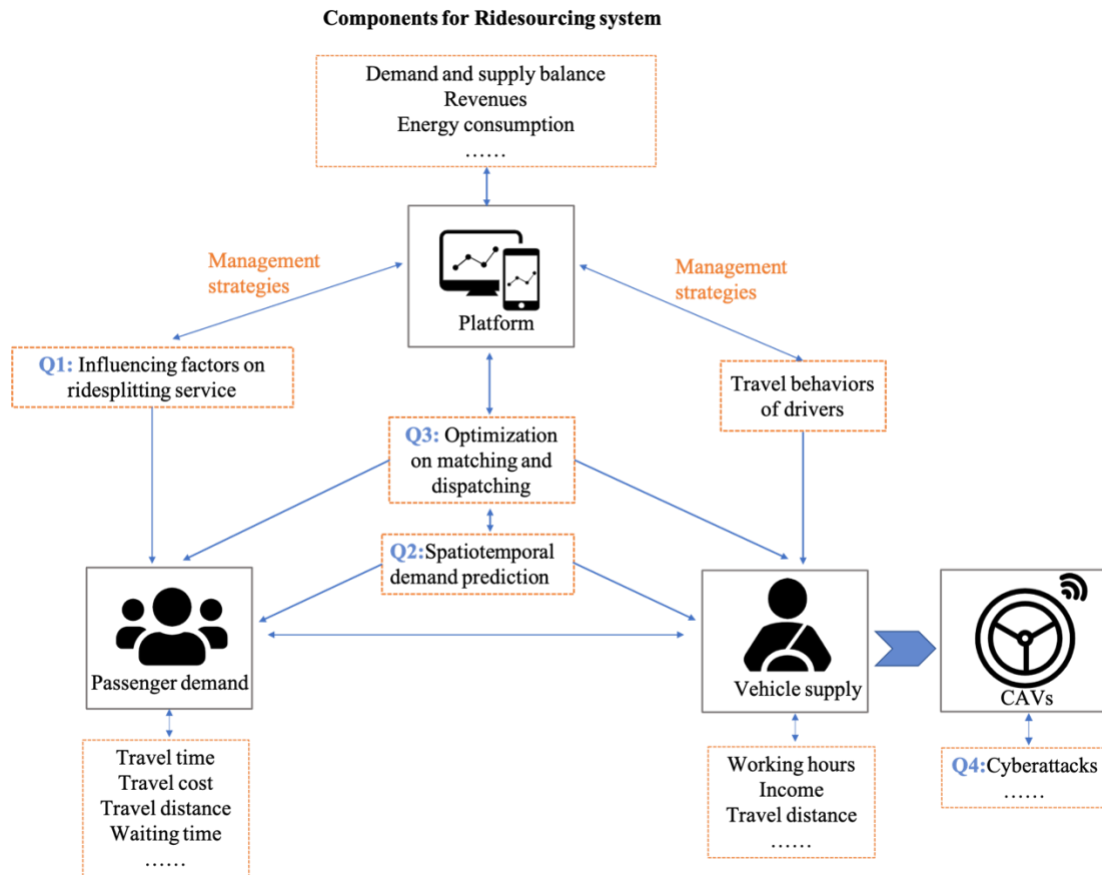 Components for Ridesourcing system
Demand and supply balance
Revenues
Energy consumption
……
Management
strategies
Management
strategies
Platform
Q1: Influencing factors on
ridesplitting service
Travel behaviors
of drivers
Q3: Optimization
on matching and
dispatching
Q2:Spatiotemporal
demand prediction
Passenger demand
Vehicle supply
CAVs
Travel time
Travel cost
Travel distance
Waiting time
……
Working hours
Income
Travel distance
……
Q4:Cyberattacks
……